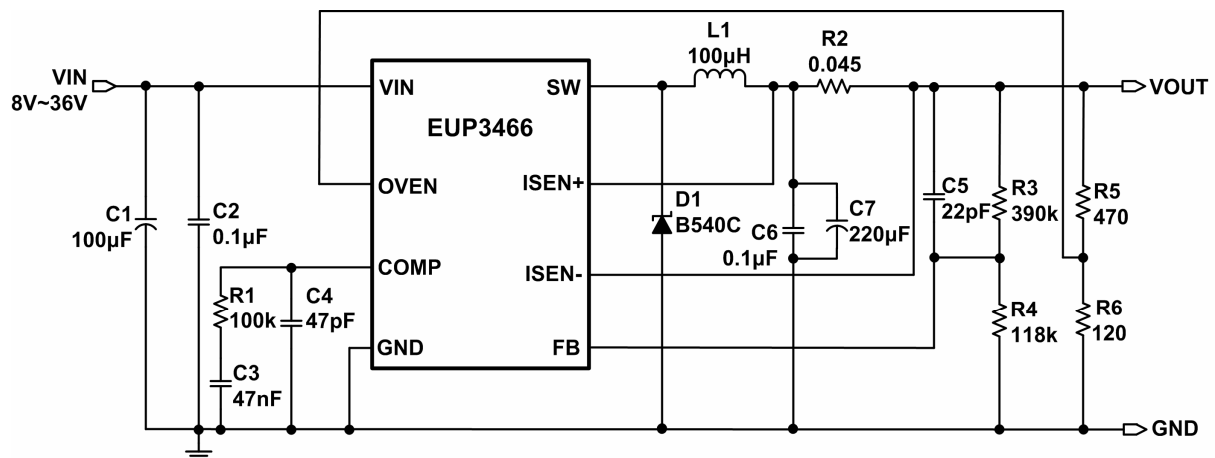 VIN
8V~36V
C1
100µF
C2
0.1µF
R1
100k
C3
47nF
C4
47pF
VIN
OVEN
COMP
GND
EUP3466
SW
ISEN+
ISEN-
FB
L1
100µH
D1
B540C
R2
0.045
C6
0.1µF
C7
220µF
C5
22pF
R3
390k
R4
118k
R5
470
R6
120
VOUT
GND